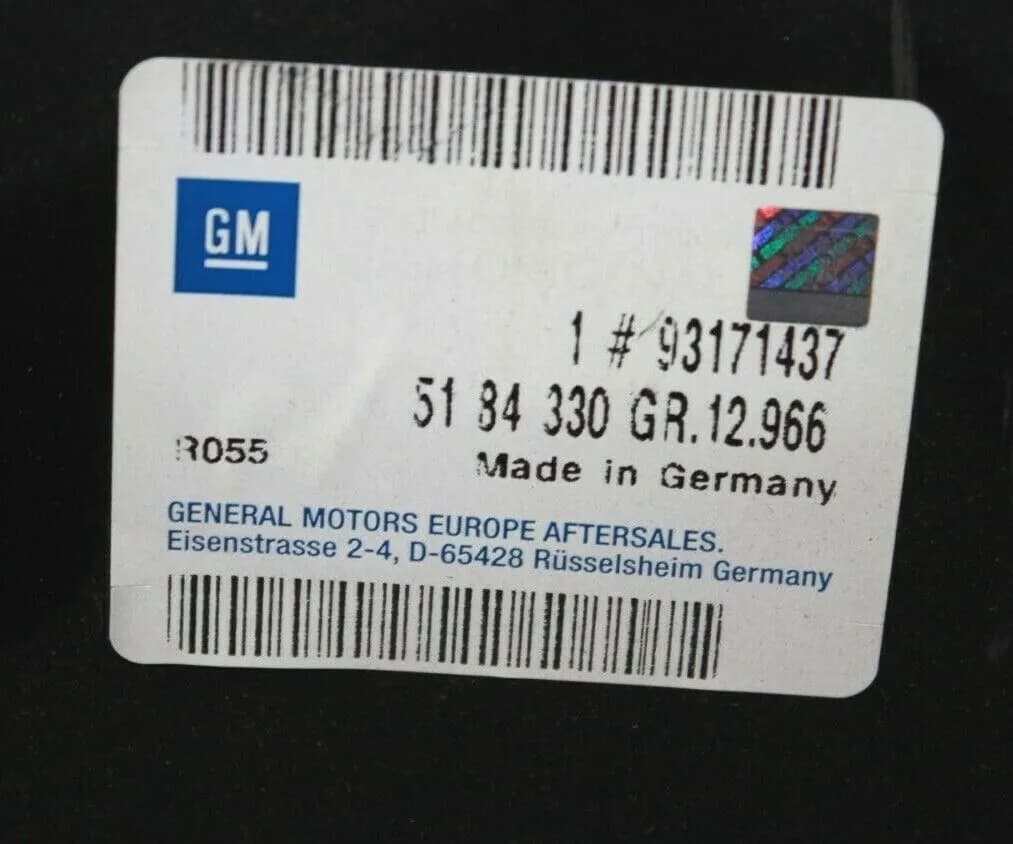 GM
1 # 93171437
51 84 330 GR.12.966
R055
Made in Germany
GENERAL MOTORS EUROPE AFTERSALES.
Eisenstrasse 2-4, D-65428 Rüsselsheim Germany